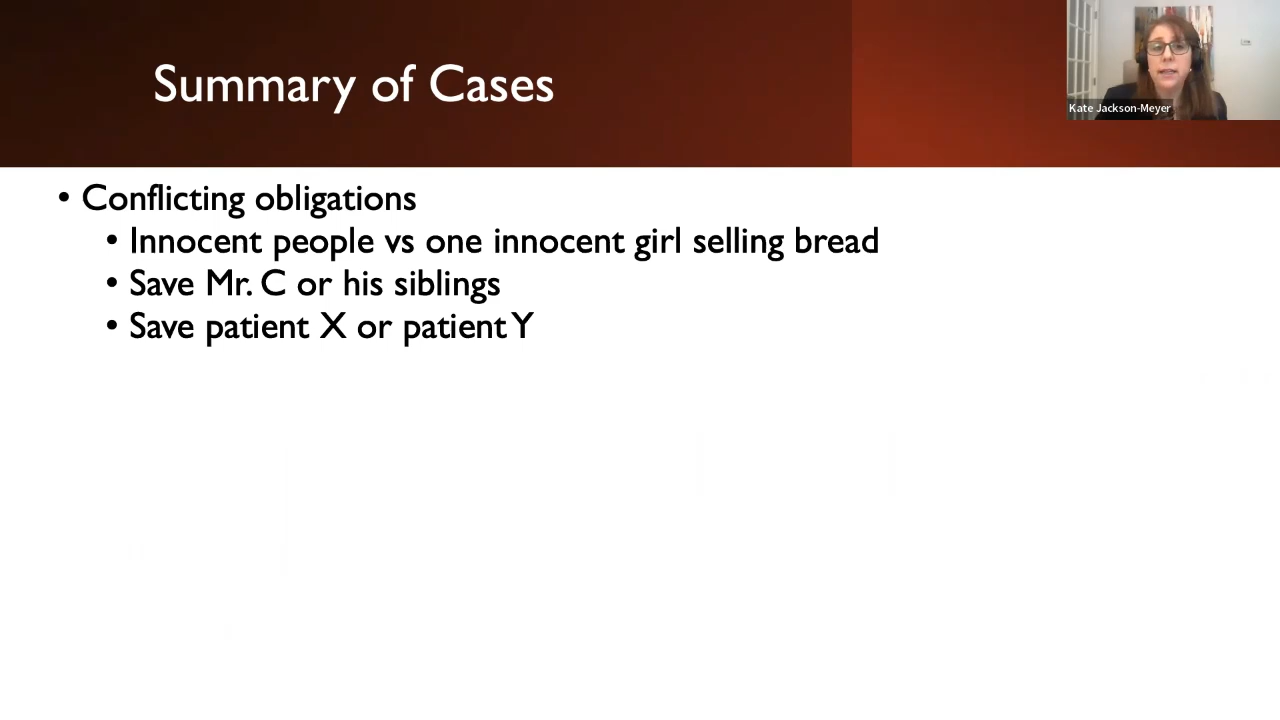 Summary of Cases
Kate Jackson-Meyer
• Conflicting obligations
• Innocent people vs one innocent girl selling bread
• Save Mr. C or his siblings
• Save patient X or patient Y